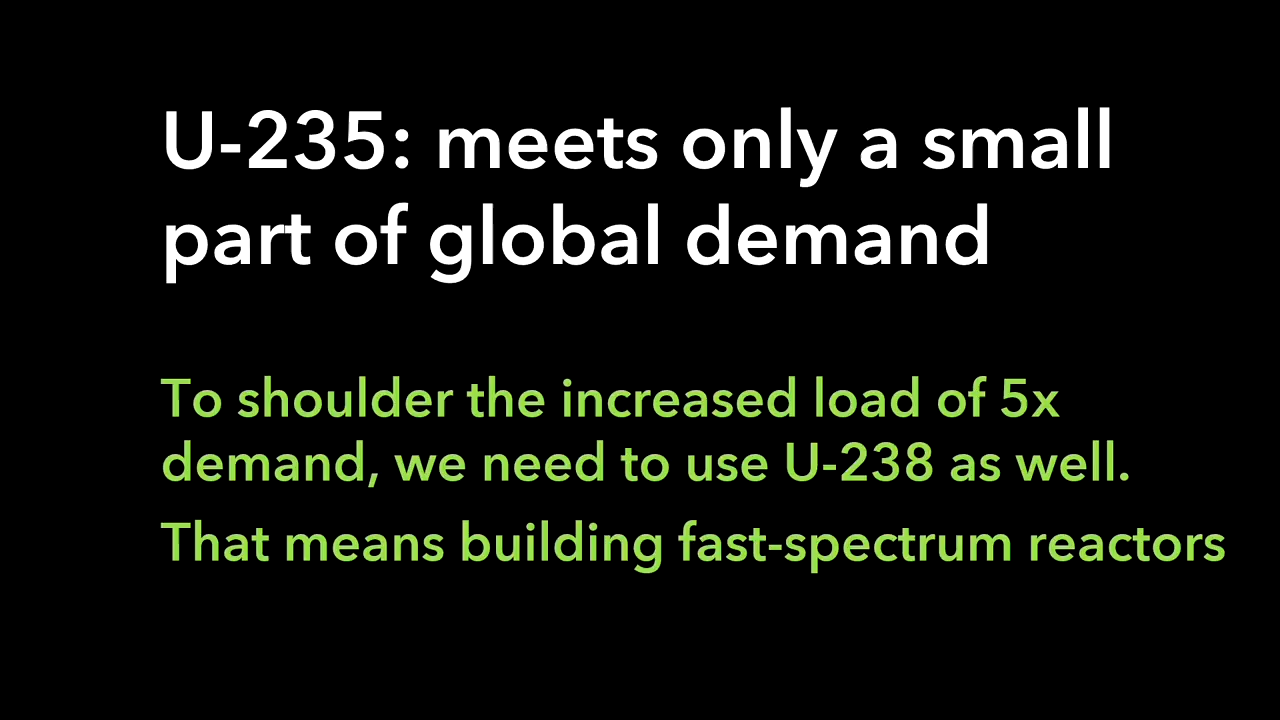 U-235: meets only a small
part of global demand
To shoulder the increased load of 5x
demand, we need to use U-238 as well.
That means building fast-spectrum reactors